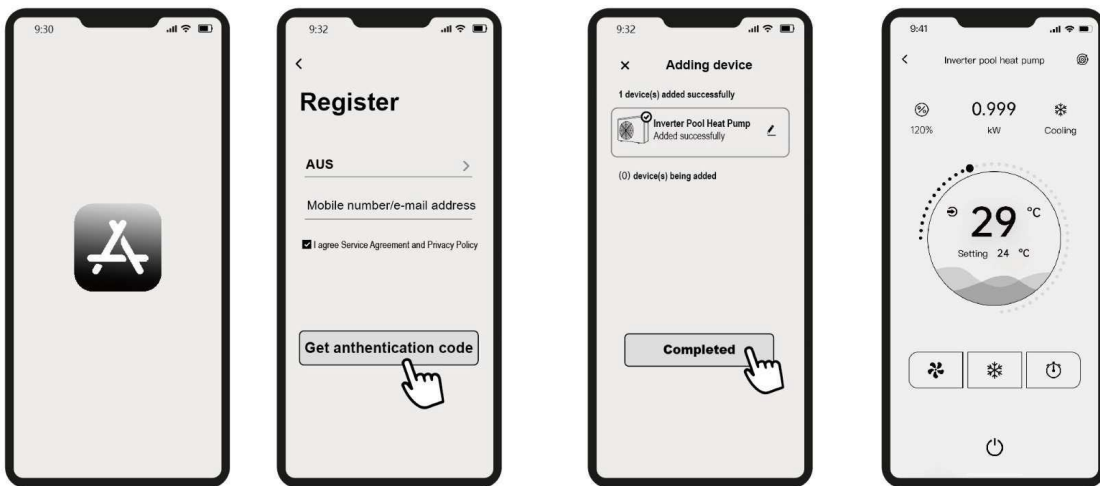 9:30
9:32
Register
AUS
Mobile number/e-mail address
I agree Service Agreement and Privacy Policy
Get anthentication code
9:32
Adding device
1 device(s) added successfully
Inverter Pool Heat Pump
Added successfully
(0) device(s) being added
Completed
9:41
Inverter pool heat pump
%
120%
0.999
kW
Cooling
29 °C
Setting 24 °C